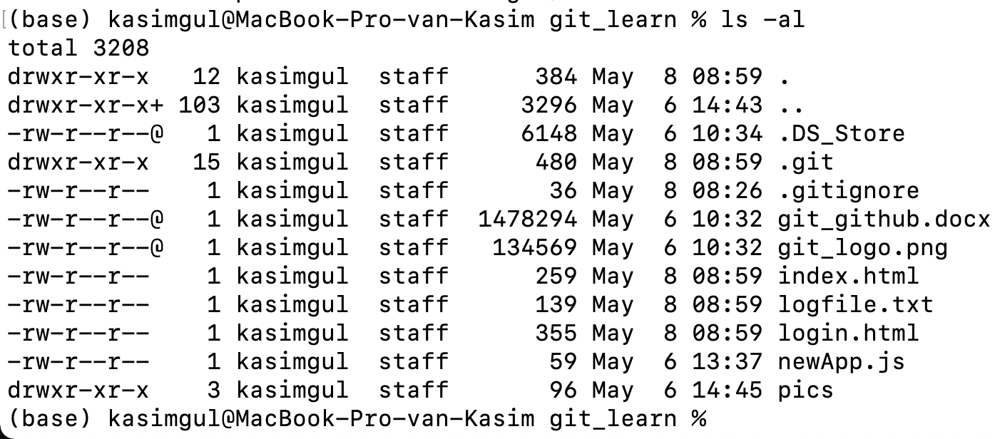 (base) kasimgul@MacBook-Pro-van-Kasim git_learn % ls -al
total 3208
drwxr-xr-x   12 kasimgul  staff      384 May  8 08:59 .
drwxr-xr-x+ 103 kasimgul  staff     3296 May  6 14:43 ..
-rw-r--r--@   1 kasimgul  staff     6148 May  6 10:34 .DS_Store
drwxr-xr-x   15 kasimgul  staff      480 May  8 08:59 .git
-rw-r--r--    1 kasimgul  staff       36 May  8 08:26 .gitignore
-rw-r--r--@   1 kasimgul  staff  1478294 May  6 10:32 git_github.docx
-rw-r--r--@   1 kasimgul  staff   134569 May  6 10:32 git_logo.png
-rw-r--r--    1 kasimgul  staff      259 May  8 08:59 index.html
-rw-r--r--    1 kasimgul  staff      139 May  8 08:59 logfile.txt
-rw-r--r--    1 kasimgul  staff      355 May  8 08:59 login.html
-rw-r--r--    1 kasimgul  staff       59 May  6 13:37 newApp.js
drwxr-xr-x    3 kasimgul  staff       96 May  6 14:45 pics
(base) kasimgul@MacBook-Pro-van-Kasim git_learn %